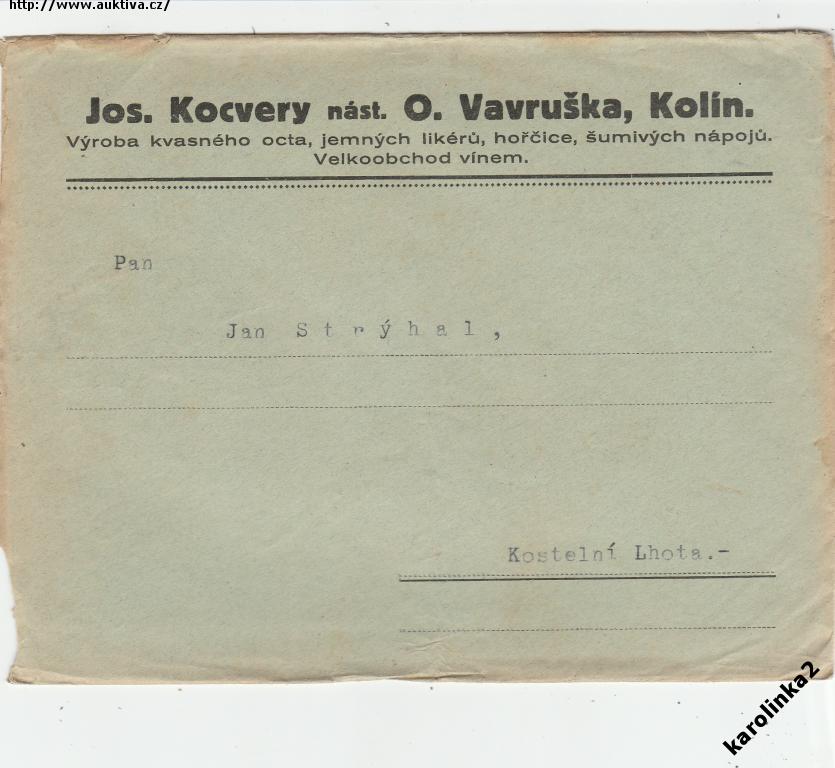 http://www.auktiva.cz/
Jos. Kocvery nást. O. Vavruška, Kolín.
Výroba kvasného octa, jemných likérů, hořčice, šumivých nápojů.
Velkoobchod vínem.
Pan
Jan Strýhal,
Kostelní Lhota.-
karolinka2